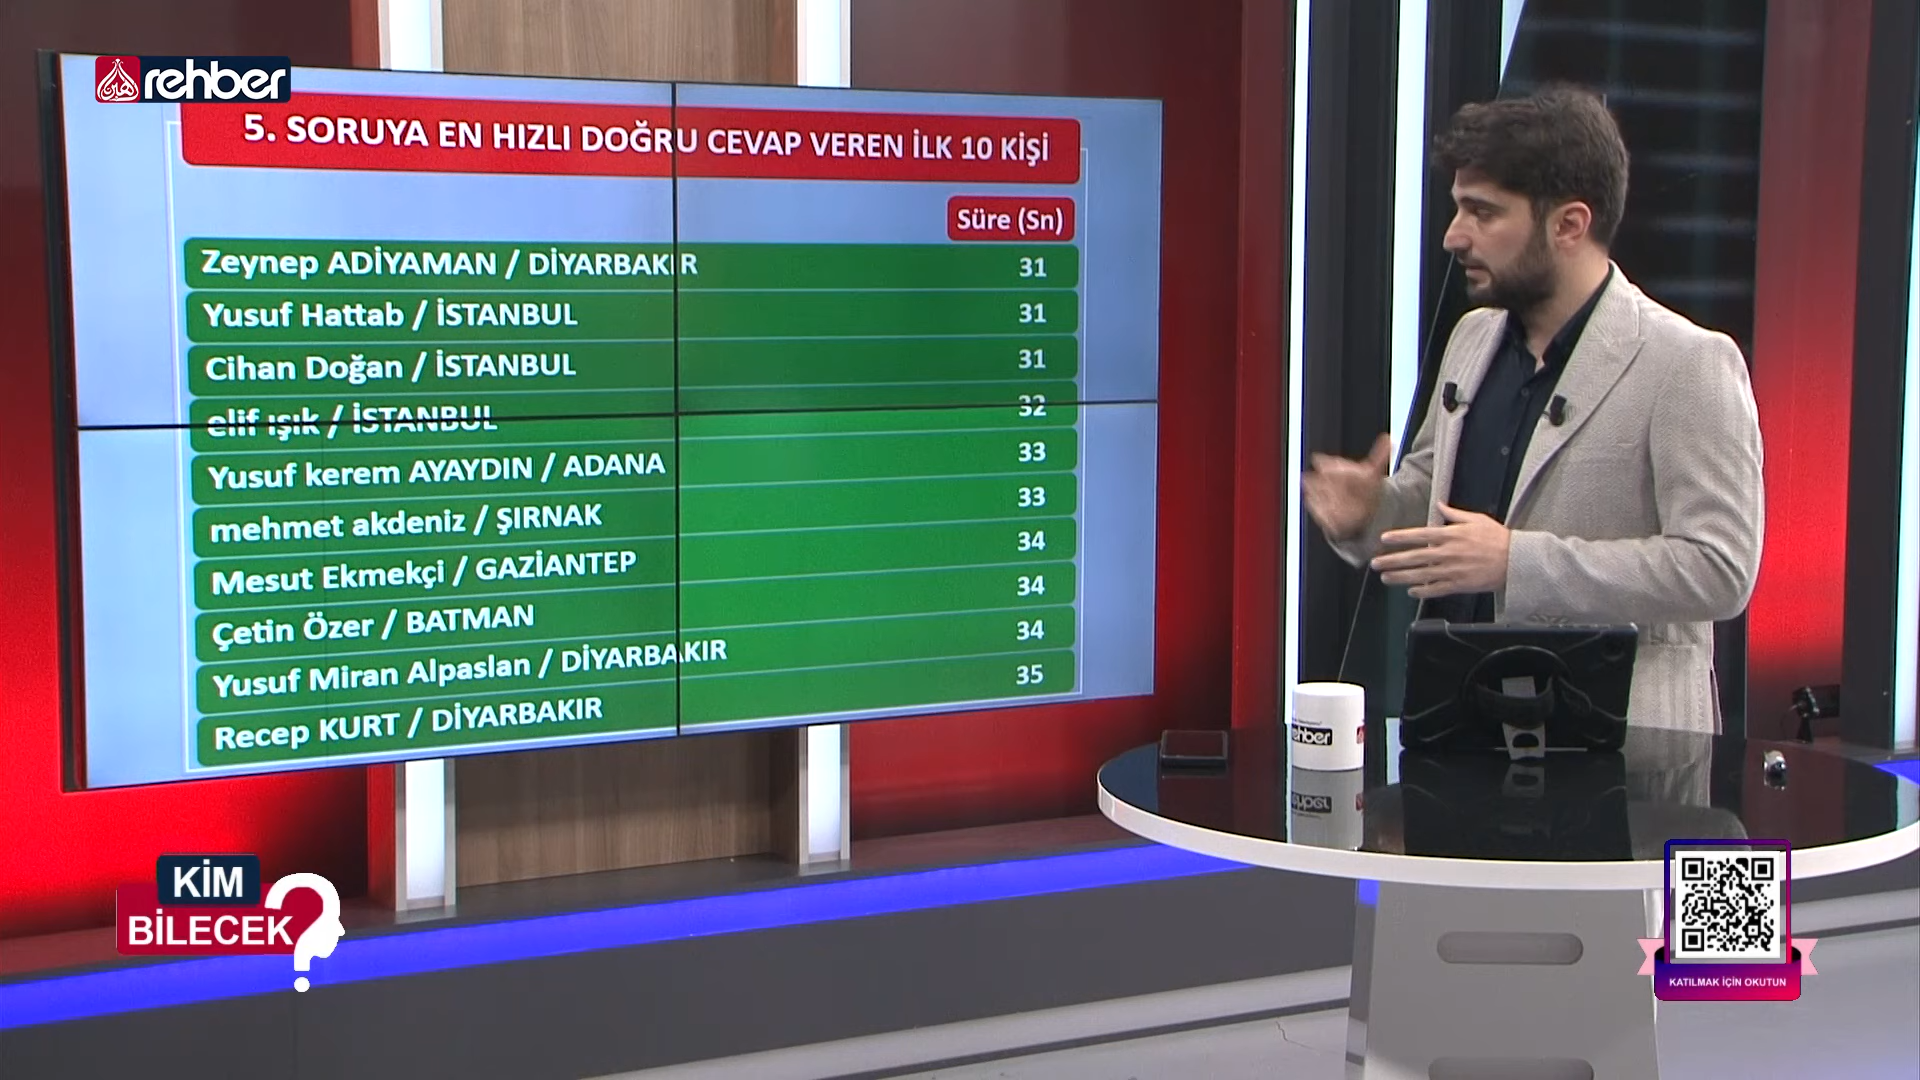 rehber
5. SORUYA EN HIZLI DOĞRU CEVAP VEREN İLK 10 KİŞİ
Süre (Sn)
Zeynep ADİYAMAN / DİYARBAKIR 31
Yusuf Hattab / İSTANBUL 31
Cihan Doğan / İSTANBUL 31
elif ışık / İSTANBUL 32
Yusuf kerem AYAYDIN / ADANA 33
mehmet akdeniz / ŞIRNAK 33
Mesut Ekmekçi / GAZİANTEP 34
Çetin Özer / BATMAN 34
Yusuf Miran Alpaslan / DİYARBAKIR 34
Recep KURT / DİYARBAKIR 35
rehber
KİM
BİLECEK?
KATILMAK İÇİN OKUTUN